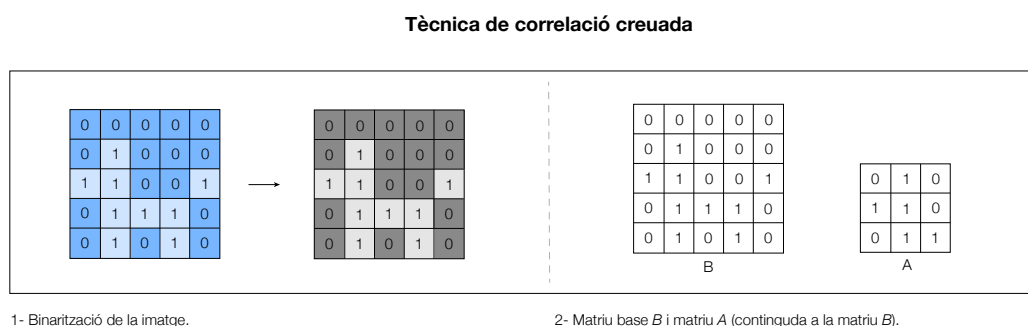 Tècnica de correlació creuada
0 0 0 0 0
0 1 0 0 0
1 1 0 0 1
0 1 1 1 0
0 1 0 1 0
0 0 0 0 0
0 1 0 0 0
1 1 0 0 1
0 1 1 1 0
0 1 0 1 0
0 0 0 0 0
0 1 0 0 0
1 1 0 0 1
0 1 1 1 0
0 1 0 1 0
B
0 1 0
1 1 0
0 1 1
A
1- Binarització de la imatge.
2- Matriu base B i matriu A (continguda a la matriu B).